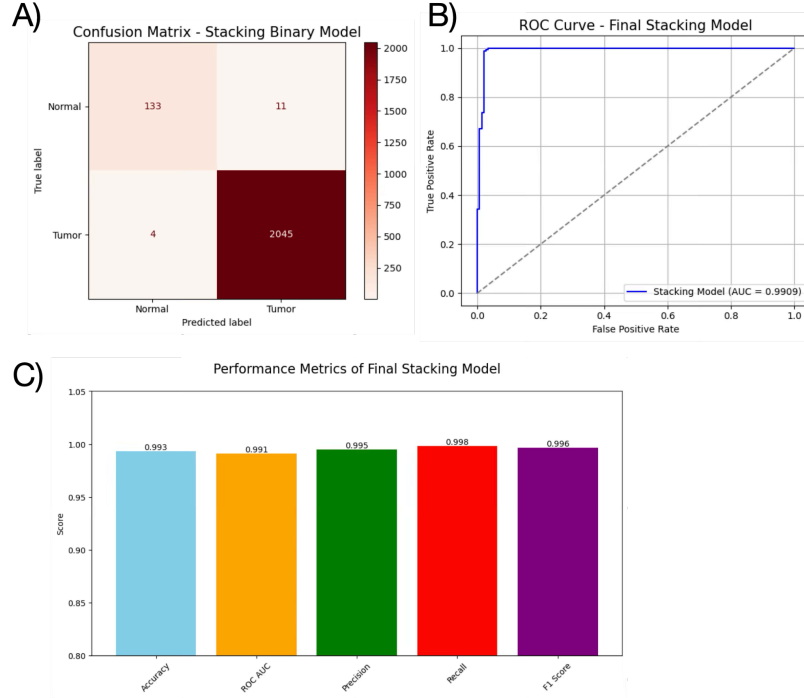 A)
Confusion Matrix - Stacking Binary Model
Normal
Tumor
True label
133
11
4
2045
Normal
Tumor
Predicted label
2000
1750
1500
1250
1000
750
500
250
B)
ROC Curve - Final Stacking Model
1.0
0.8
0.6
0.4
0.2
0.0
True Positive Rate
Stacking Model (AUC = 0.9909)
0.0
0.2
0.4
0.6
0.8
1.0
False Positive Rate
C)
Performance Metrics of Final Stacking Model
1.05
1.00
0.95
0.90
0.85
0.80
Score
0.993
0.991
0.995
0.998
0.996
Accuracy
ROC AUC
Precision
Recall
F1 Score